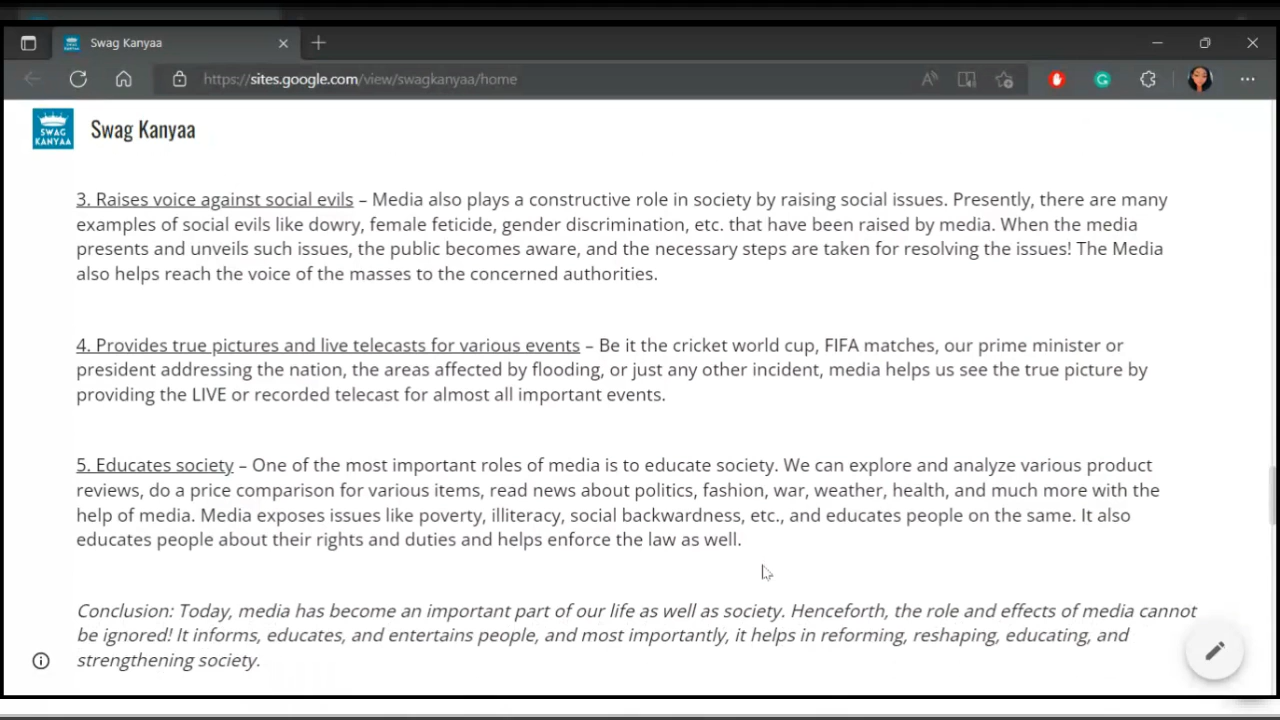 Swag Kanyaa
https://sites.google.com/view/swagkanyaa/home
SWAG
KANYAA
Swag Kanyaa
3. Raises voice against social evils – Media also plays a constructive role in society by raising social issues. Presently, there are many
examples of social evils like dowry, female feticide, gender discrimination, etc. that have been raised by media. When the media
presents and unveils such issues, the public becomes aware, and the necessary steps are taken for resolving the issues! The Media
also helps reach the voice of the masses to the concerned authorities.
4. Provides true pictures and live telecasts for various events – Be it the cricket world cup, FIFA matches, our prime minister or
president addressing the nation, the areas affected by flooding, or just any other incident, media helps us see the true picture by
providing the LIVE or recorded telecast for almost all important events.
5. Educates society – One of the most important roles of media is to educate society. We can explore and analyze various product
reviews, do a price comparison for various items, read news about politics, fashion, war, weather, health, and much more with the
help of media. Media exposes issues like poverty, illiteracy, social backwardness, etc., and educates people on the same. It also
educates people about their rights and duties and helps enforce the law as well.
Conclusion: Today, media has become an important part of our life as well as society. Henceforth, the role and effects of media cannot
be ignored! It informs, educates, and entertains people, and most importantly, it helps in reforming, reshaping, educating, and
strengthening society.